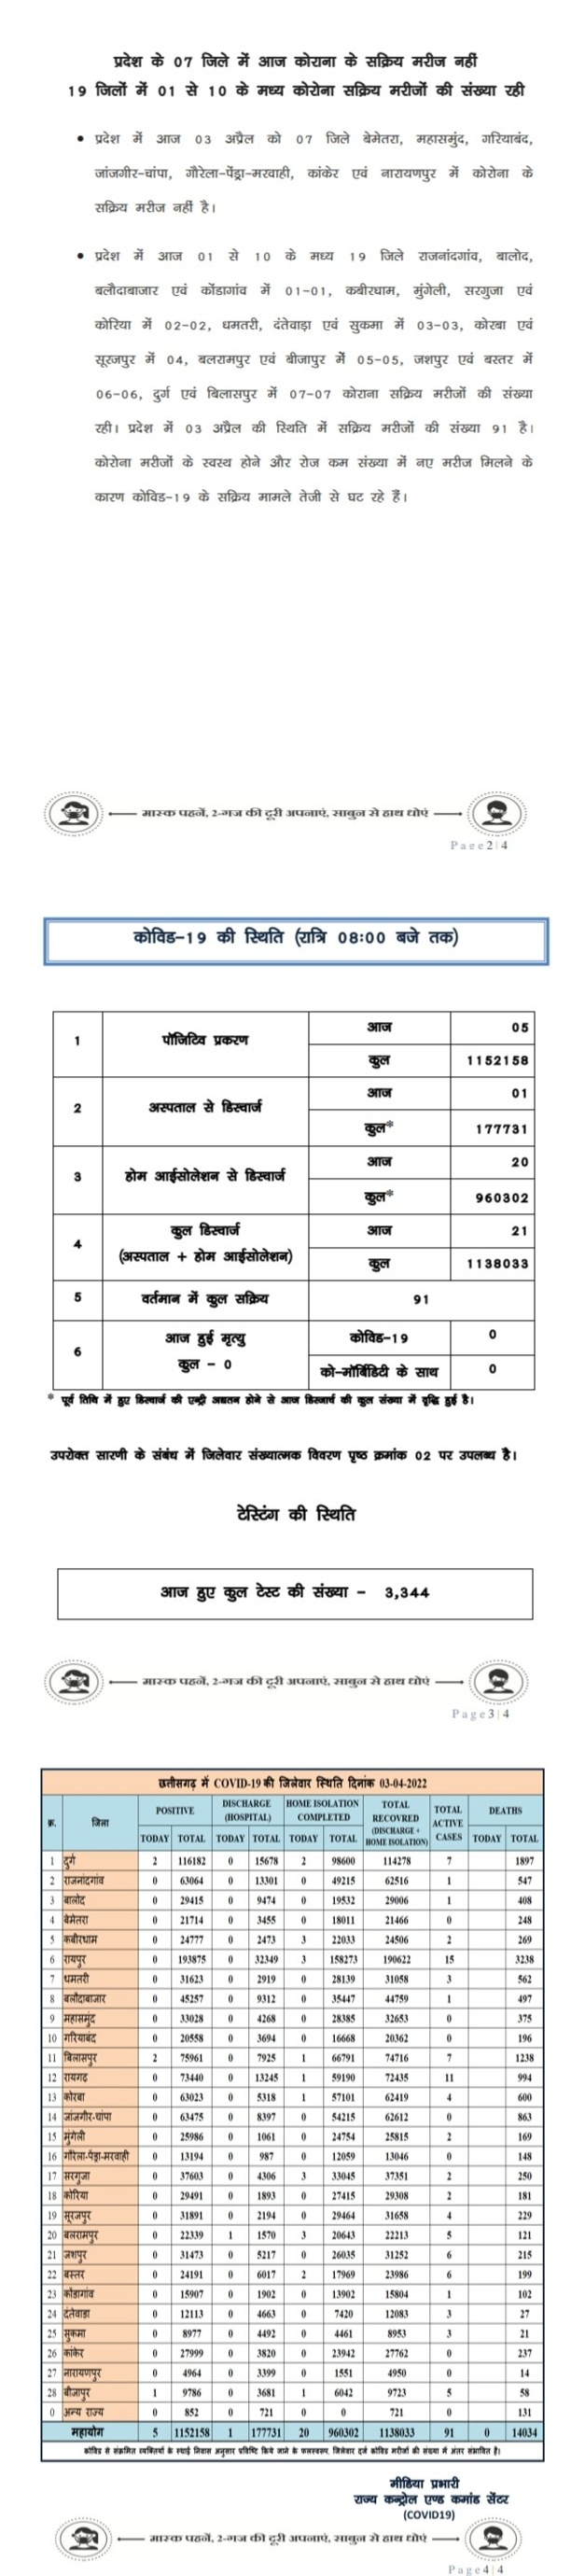 प्रदेश के 07 जिले में आज कोराना के सक्रिय मरीज नहीं
19 जिलों में 01 से 10 के मध्य कोरोना सक्रिय मरीजों की संख्या रही
• प्रदेश में आज 03 अप्रैल को 07 जिले बेमेतरा, महासमुंद, गरियाबंद,
जांजगीर-चांपा, गौरेला-पेंड्रा-मरवाही, कांकेर एवं नारायणपुर में कोरोना के
सक्रिय मरीज नहीं है।
• प्रदेश में आज 01 से 10 के मध्य 19 जिले राजनांदगांव, बालोद,
बलौदाबाजार एवं कोंडागांव में 01-01, कबीरधाम, मुंगेली, सरगुजा एवं
कोरिया में 02-02, धमतरी, दंतेवाड़ा एवं सुकमा में 03-03, कोरबा एवं
सूरजपुर में 04, बलरामपुर एवं बीजापुर में 05-05, जशपुर एवं बस्तर में
06-06, दुर्ग एवं बिलासपुर में 07-07 कोराना सक्रिय मरीजों की संख्या
रही। प्रदेश में 03 अप्रैल की स्थिति में सक्रिय मरीजों की संख्या 91 है।
कोरोना मरीजों के स्वस्थ होने और रोज कम संख्या में नए मरीज मिलने के
कारण कोविड-19 के सक्रिय मामले तेजी से घट रहे हैं।
मास्क पहनें, 2-गज की दूरी अपनाएं, साबुन से हाथ धोएं
Page2|4
कोविड-19 की स्थिति (रात्रि 08:00 बजे तक)
1 पॉजिटिव प्रकरण आज 05
कुल 1152158
2 अस्पताल से डिस्चार्ज आज 01
कुल* 177731
3 होम आईसोलेशन से डिस्चार्ज आज 20
कुल* 960302
4 कुल डिस्चार्ज (अस्पताल + होम आईसोलेशन) आज 21
कुल 1138033
5 वर्तमान में कुल सक्रिय 91
6 आज हुई मृत्यु कुल - 0 कोविड-19 0
को-मॉर्बिडिटी के साथ 0
* पूर्व तिथि में हुए डिस्चार्ज की एन्ट्री अद्यतन होने से आज डिस्चार्ज की कुल संख्या में वृद्धि हुई है।
उपरोक्त सारणी के संबंध में जिलेवार संख्यात्मक विवरण पृष्ठ क्रमांक 02 पर उपलब्ध है।
टेस्टिंग की स्थिति
आज हुए कुल टेस्ट की संख्या - 3,344
मास्क पहनें, 2-गज की दूरी अपनाएं, साबुन से हाथ धोएं
Page3|4
छत्तीसगढ़ में COVID-19 की जिलेवार स्थिति दिनांक 03-04-2022
क्र. जिला POSITIVE DISCHARGE (HOSPITAL) HOME ISOLATION COMPLETED TOTAL RECOVRED (DISCHARGE + HOME ISOLATION) TOTAL ACTIVE CASES DEATHS
TODAY TOTAL TODAY TOTAL TODAY TOTAL TODAY TOTAL
1 दुर्ग 2 116182 0 15678 2 98600 114278 7 1897
2 राजनांदगांव 0 63064 0 13301 0 49215 62516 1 547
3 बालोद 0 29415 0 9474 0 19532 29006 1 408
4 बेमेतरा 0 21714 0 3455 0 18011 21466 0 248
5 कबीरधाम 0 24777 0 2473 3 22033 24506 2 269
6 रायपुर 0 193875 0 32349 3 158273 190622 15 3238
7 धमतरी 0 31623 0 2919 0 28139 31058 3 562
8 बलौदाबाजार 0 45257 0 9312 0 35447 44759 1 497
9 महासमुंद 0 33028 0 4268 0 28385 32653 0 375
10 गरियाबंद 0 20558 0 3694 0 16668 20362 0 196
11 बिलासपुर 2 75961 0 7925 1 66791 74716 7 1238
12 रायगढ़ 0 73440 0 13245 1 59190 72435 11 994
13 कोरबा 0 63023 0 5318 1 57101 62419 4 600
14 जांजगीर-चांपा 0 63475 0 8397 0 54215 62612 0 863
15 मुंगेली 0 25986 0 1061 0 24754 25815 2 169
16 गौरेला-पेंड्रा-मरवाही 0 13194 0 987 0 12059 13046 0 148
17 सरगुजा 0 37603 0 4306 3 33045 37351 2 250
18 कोरिया 0 29491 0 1893 0 27415 29308 2 181
19 सूरजपुर 0 31891 0 2194 0 29464 31658 4 229
20 बलरामपुर 0 22339 1 1570 3 20643 22213 5 121
21 जशपुर 0 31473 0 5217 0 26035 31252 6 215
22 बस्तर 0 24191 0 6017 2 17969 23986 6 199
23 कोंडागांव 0 15907 0 1902 0 13902 15804 1 102
24 दंतेवाड़ा 0 12113 0 4663 0 7420 12083 3 27
25 सुकमा 0 8977 0 4492 0 4461 8953 3 21
26 कांकेर 0 27999 0 3820 0 23942 27762 0 237
27 नारायणपुर 0 4964 0 3399 0 1551 4950 0 14
28 बीजापुर 1 9786 0 3681 1 6042 9723 5 58
0 अन्य राज्य 0 852 0 721 0 0 721 0 131
महायोग 5 1152158 1 177731 20 960302 1138033 91 0 14034
कोविड से संक्रमित व्यक्तियों के स्थाई निवास अनुसार प्रविष्टि किये जाने के फलस्वरूप, जिलेवार दर्ज कोविड मरीजों की संख्या में अंतर संभावित है।
मीडिया प्रभारी
राज्य कन्ट्रोल एण्ड कमांड सेंटर
(COVID19)
मास्क पहनें, 2-गज की दूरी अपनाएं, साबुन से हाथ धोएं
Page4|4